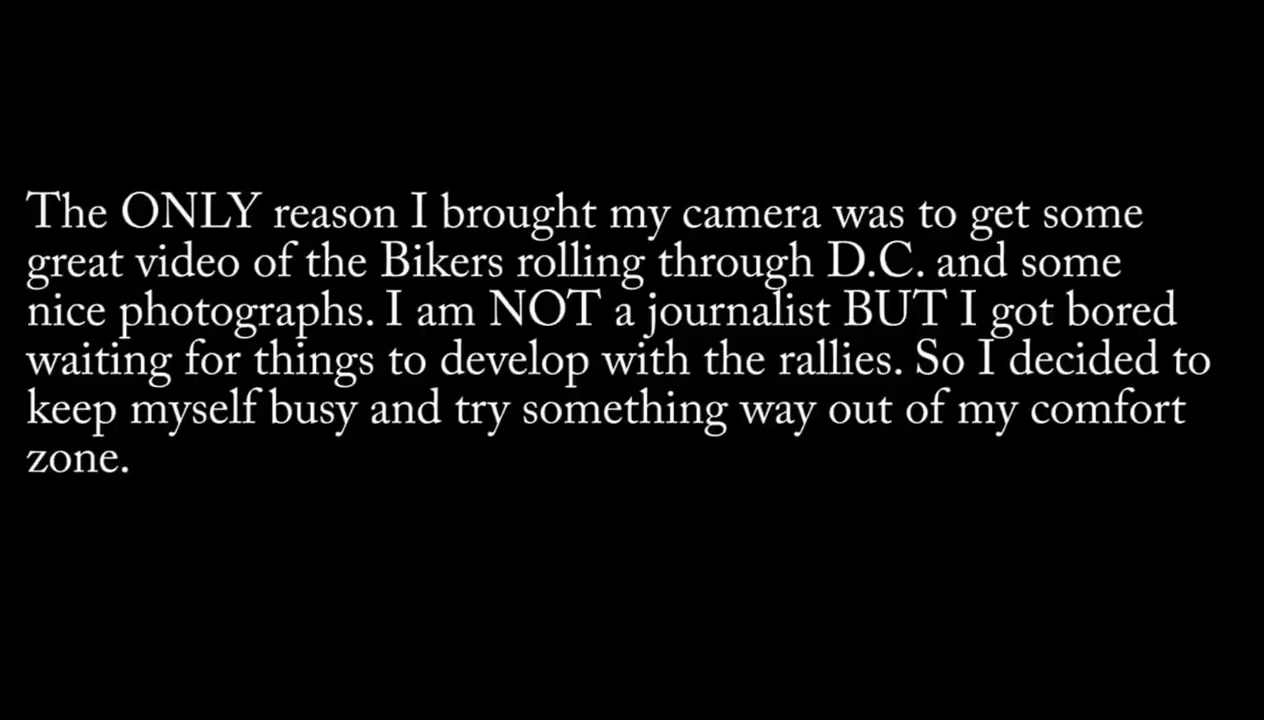 The ONLY reason I brought my camera was to get some
great video of the Bikers rolling through D.C. and some
nice photographs. I am NOT a journalist BUT I got bored
waiting for things to develop with the rallies. So I decided to
keep myself busy and try something way out of my comfort
zone.